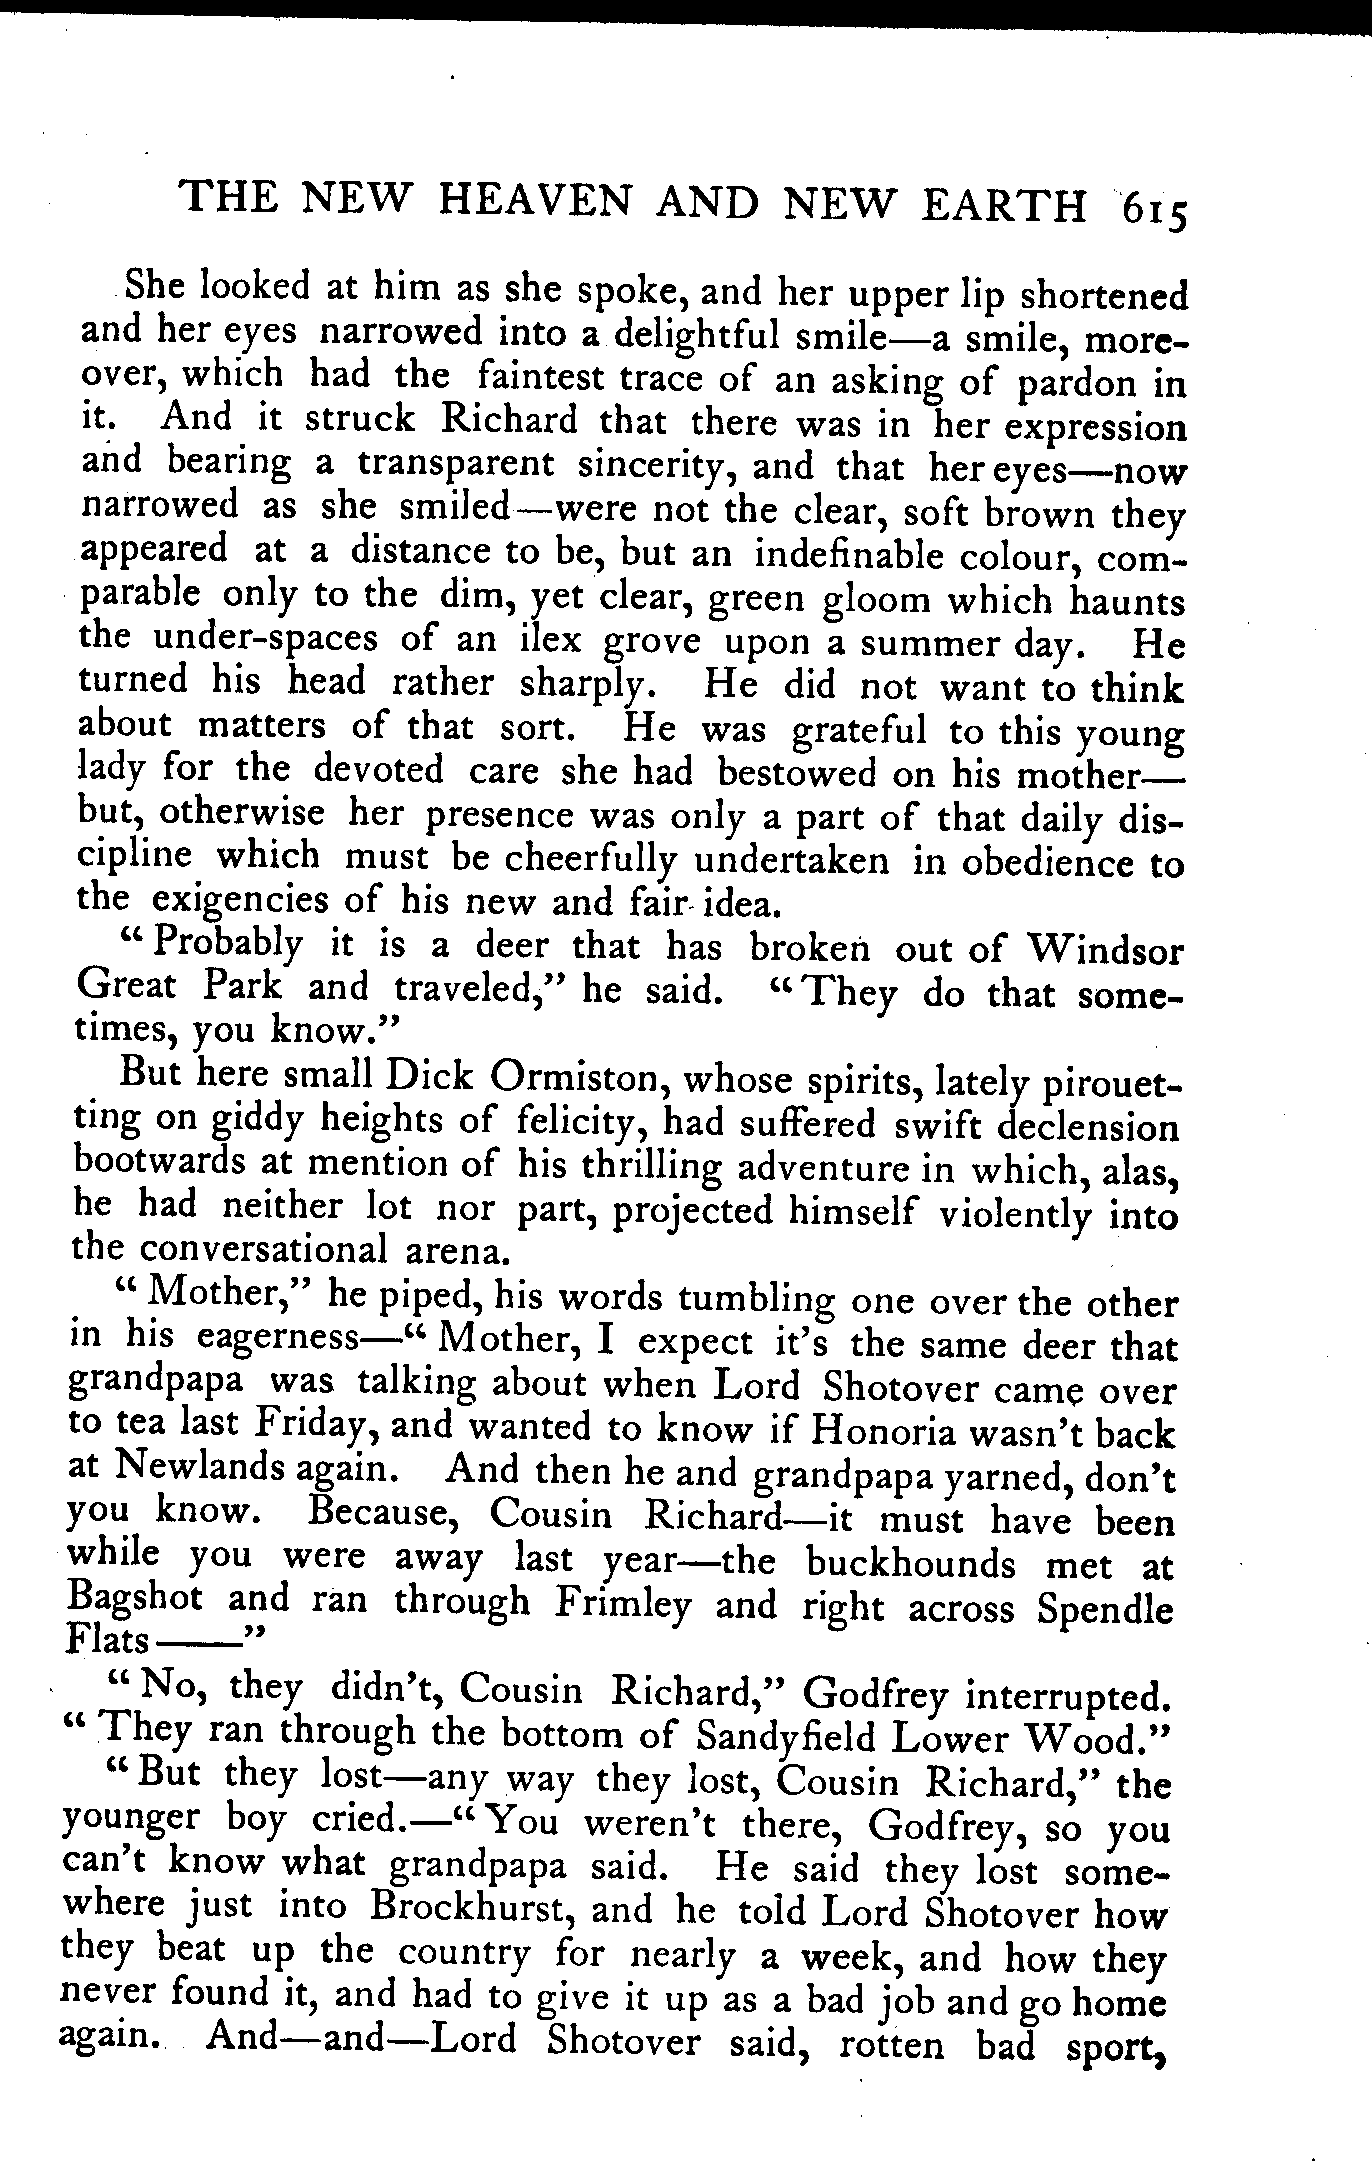 THE NEW HEAVEN AND NEW EARTH 615
She looked at him as she spoke, and her upper lip shortened
and her eyes narrowed into a delightful smile—a smile, more-
over, which had the faintest trace of an asking of pardon in
it. And it struck Richard that there was in her expression
and bearing a transparent sincerity, and that her eyes—now
narrowed as she smiled—were not the clear, soft brown they
appeared at a distance to be, but an indefinable colour, com-
parable only to the dim, yet clear, green gloom which haunts
the under-spaces of an ilex grove upon a summer day. He
turned his head rather sharply. He did not want to think
about matters of that sort. He was grateful to this young
lady for the devoted care she had bestowed on his mother—
but, otherwise her presence was only a part of that daily dis-
cipline which must be cheerfully undertaken in obedience to
the exigencies of his new and fair idea.
“Probably it is a deer that has broken out of Windsor
Great Park and traveled,” he said. “They do that some-
times, you know.”
But here small Dick Ormiston, whose spirits, lately pirouet-
ting on giddy heights of felicity, had suffered swift declension
bootwards at mention of his thrilling adventure in which, alas,
he had neither lot nor part, projected himself violently into
the conversational arena.
“Mother,” he piped, his words tumbling one over the other
in his eagerness—“Mother, I expect it’s the same deer that
grandpapa was talking about when Lord Shotover came over
to tea last Friday, and wanted to know if Honoria wasn’t back
at Newlands again. And then he and grandpapa yarned, don’t
you know. Because, Cousin Richard—it must have been
while you were away last year—the buckhounds met at
Bagshot and ran through Frimley and right across Spendle
Flats——”
“No, they didn’t, Cousin Richard,” Godfrey interrupted.
“They ran through the bottom of Sandyfield Lower Wood.”
“But they lost—any way they lost, Cousin Richard,” the
younger boy cried.—“You weren’t there, Godfrey, so you
can’t know what grandpapa said. He said they lost some-
where just into Brockhurst, and he told Lord Shotover how
they beat up the country for nearly a week, and how they
never found it, and had to give it up as a bad job and go home
again. And—and—Lord Shotover said, rotten bad sport,